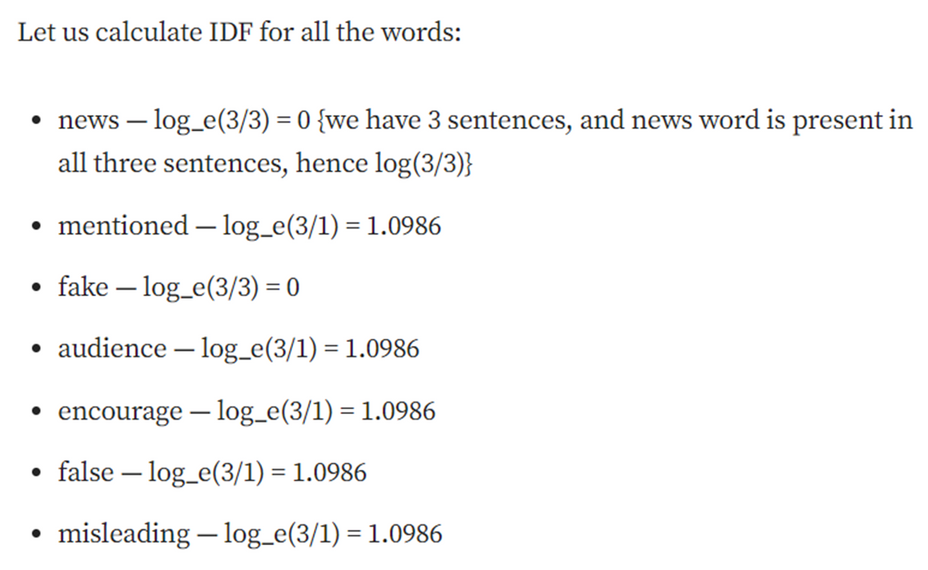 Let us calculate IDF for all the words:
• news — log_e(3/3) = 0 {we have 3 sentences, and news word is present in
all three sentences, hence log(3/3)}
• mentioned — log_e(3/1) = 1.0986
• fake — log_e(3/3) = 0
• audience — log_e(3/1) = 1.0986
• encourage — log_e(3/1) = 1.0986
• false — log_e(3/1) = 1.0986
• misleading — log_e(3/1) = 1.0986